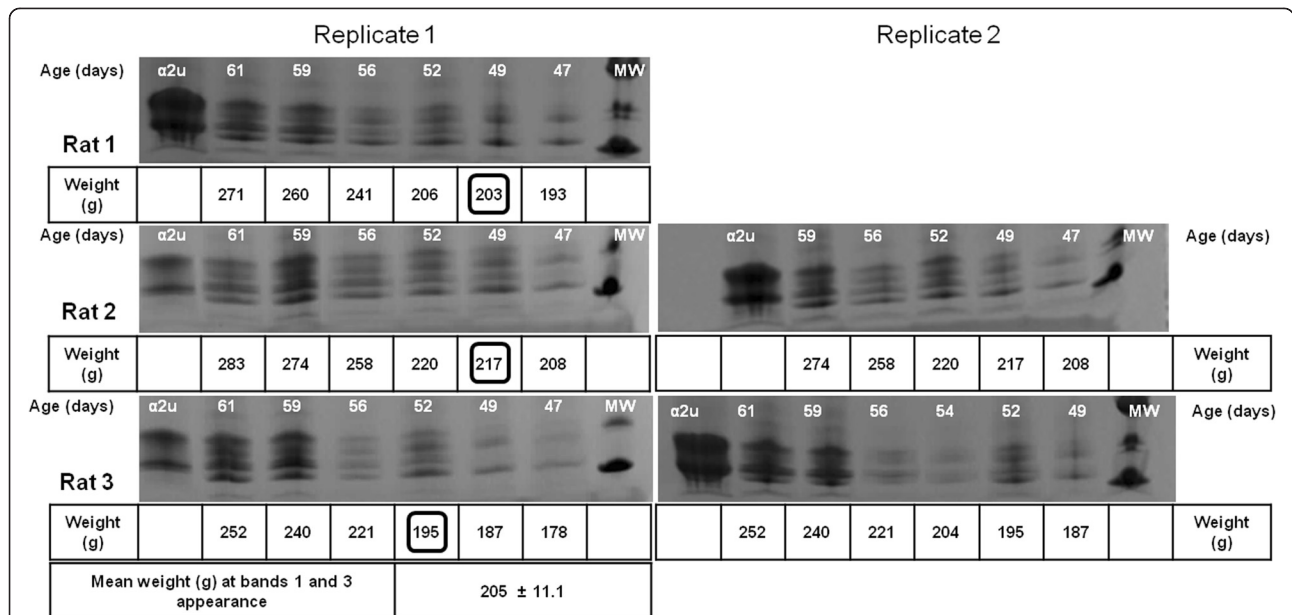 Replicate 1 Replicate 2
Age (days) α2u 61 59 56 52 49 47 MW
Rat 1
Weight (g) 271 260 241 206 203 193
Age (days) α2u 61 59 56 52 49 47 MW α2u 59 56 52 49 47 MW Age (days)
Rat 2
Weight (g) 283 274 258 220 217 208 274 258 220 217 208 Weight (g)
Age (days) α2u 61 59 56 52 49 47 MW α2u 61 59 56 54 52 49 MW Age (days)
Rat 3
Weight (g) 252 240 221 195 187 178 252 240 221 204 195 187 Weight (g)
Mean weight (g) at bands 1 and 3 appearance 205 ± 11.1